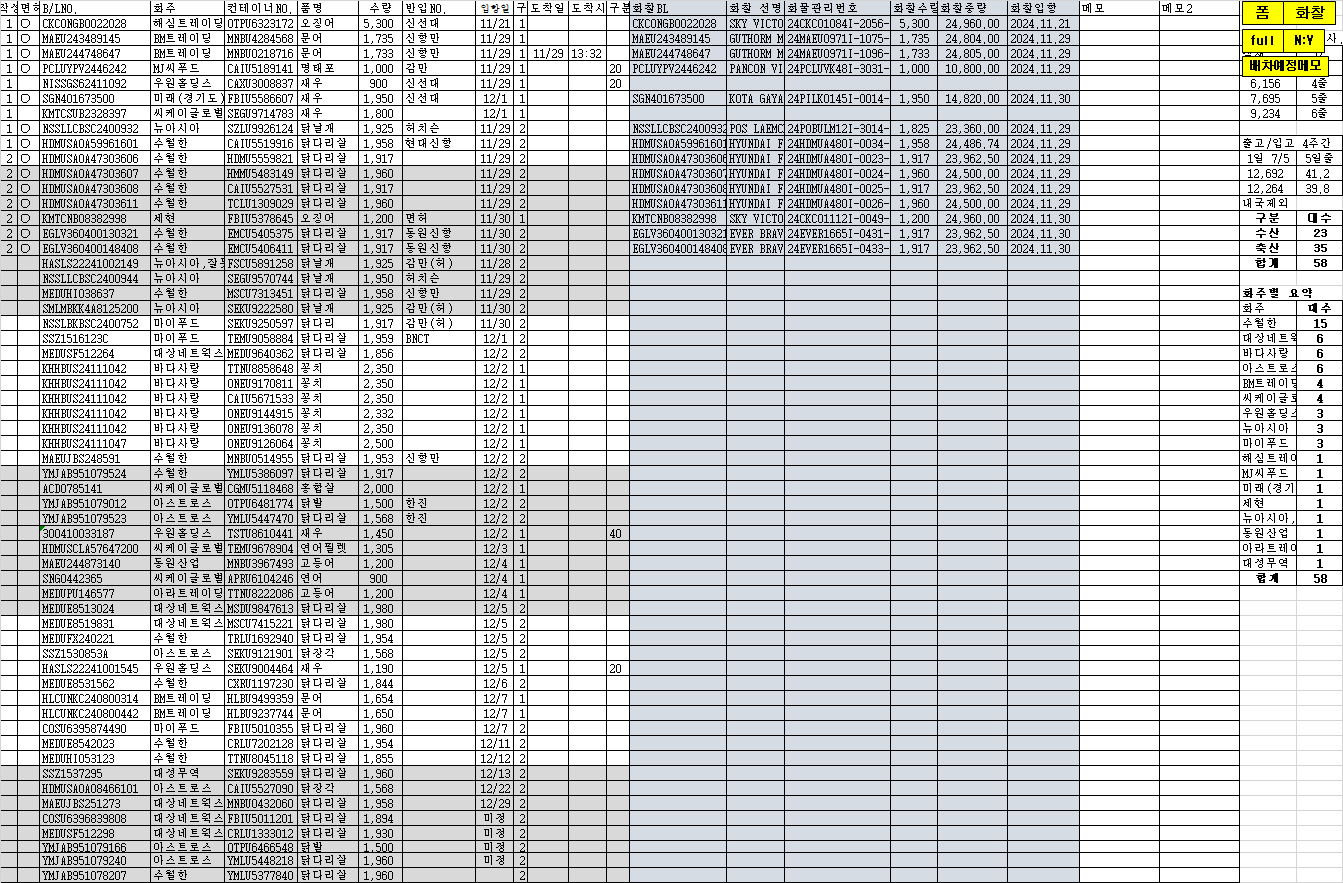 작성 면허 B/LNO. 화주 컨테이너NO. 품명 수량 반입NO. 입항일 구 도착일 도착시 구분 화찰BL 화찰 선명 화물관리번호 화찰수량 화찰중량 화찰입항 메모 메모2 폼 화찰
1 ○ CKCONGB0022028 해실트레이딩 OTPU6323172 오징어 5,300 신선대 11/21 1 CKCONGB0022028 SKY VICTO 24CKCO1084I-2056- 5,300 24,960.00 2024.11.21
1 ○ MAEU243489145 BM트레이딩 MNBU4284568 문어 1,735 신항만 11/29 1 MAEU243489145 GUTHORM M 24MAEU0971I-1075- 1,735 24,804.00 2024.11.29 full N:Y
1 ○ MAEU244748647 BM트레이딩 MNBU0218716 문어 1,733 신항만 11/29 1 11/29 13:32 MAEU244748647 GUTHORM M 24MAEU0971I-1096- 1,733 24,805.00 2024.11.29
1 ○ PCLUYPV2446242 MJ씨푸드 CAIU5189141 명태포 1,000 감만 11/29 1 20 PCLUYPV2446242 PANCON VI 24PCLUVK48I-3031- 1,000 10,800.00 2024.11.29 배차예정메모
1 NISSGS62411092 우원홀딩스 CAXU3008837 새우 900 신선대 11/29 1 20 6,156 4줄
1 ○ SGN401673500 미래(경기도) FBIU5586607 새우 1,950 신선대 12/1 1 SGN401673500 KOTA GAYA 24PILK0145I-0014- 1,950 14,820.00 2024.11.30 7,695 5줄
1 KMTCSUB2328397 씨케이글로벌 SEGU9714783 새우 1,800 12/1 1 9,234 6줄
1 ○ NSSLLCBSC2400932 뉴아시아 SZLU9926124 닭날개 1,925 허치슨 11/29 2 NSSLLCBSC2400932 POS LAEMC 24POBULM12I-3014- 1,825 23,360.00 2024.11.29
1 ○ HDMUSAOA59961601 수월한 CAIU5519916 닭다리살 1,958 현대신항 11/29 2 HDMUSAOA59961601 HYUNDAI F 24HDMUA480I-0034- 1,958 24,486.74 2024.11.29 출고/입고 4주간
2 ○ HDMUSAOA47303606 수월한 HDMU5559821 닭다리살 1,917 11/29 2 HDMUSAOA47303606 HYUNDAI F 24HDMUA480I-0023- 1,917 23,962.50 2024.11.29 1일 7/5 5일줄
2 ○ HDMUSAOA47303607 수월한 HMMU5483149 닭다리살 1,960 11/29 2 HDMUSAOA47303607 HYUNDAI F 24HDMUA480I-0024- 1,960 24,500.00 2024.11.29 12,692 41.2
2 ○ HDMUSAOA47303608 수월한 CAIU5527531 닭다리살 1,917 11/29 2 HDMUSAOA47303608 HYUNDAI F 24HDMUA480I-0025- 1,917 23,962.50 2024.11.29 12,264 39.8
2 ○ HDMUSAOA47303611 수월한 TCLU1309029 닭다리살 1,960 11/29 2 HDMUSAOA47303611 HYUNDAI F 24HDMUA480I-0026- 1,960 24,500.00 2024.11.29 내국제외
2 ○ KMTCNBO8382998 제현 FBIU5378645 오징어 1,200 면허 11/30 1 KMTCNBO8382998 SKY VICTO 24CKCO1112I-0049- 1,200 24,960.00 2024.11.30 구분 대수
2 ○ EGLV360400130321 수월한 EMCU5405375 닭다리살 1,917 동원신항 11/30 2 EGLV360400130321 EVER BRAV 24EVER1665I-0431- 1,917 23,962.50 2024.11.30 수산 23
2 ○ EGLV360400148408 수월한 EMCU5406411 닭다리살 1,917 동원신항 11/30 2 EGLV360400148408 EVER BRAV 24EVER1665I-0433- 1,917 23,962.50 2024.11.30 축산 35
HASLS22241002149 뉴아시아,잘 FSCU5891258 닭날개 1,925 감만(허) 11/28 2 합계 58
NSSLLCBSC2400944 뉴아시아 SEGU9570744 닭날개 1,950 허치슨 11/29 2
MEDUHI038637 수월한 MSCU7313451 닭다리살 1,958 신항만 11/29 2 화주별 요약
SMLMBKK4A8125200 뉴아시아 SEKU9222580 닭날개 1,925 감만(허) 11/30 2 화주 대수
NSSLBKBSC2400752 마이푸드 SEKU9250597 닭다리 1,917 감만(허) 11/30 2 수월한 15
SSZ1516123C 마이푸드 TEMU9058884 닭다리살 1,959 BNCT 12/1 2 대상네트웍 6
MEDUSF512264 대상네트웍스 MEDU9640362 닭다리살 1,856 12/2 2 바다사랑 6
KHHBUS24111042 바다사랑 TTNU8858648 꽁치 2,350 12/2 1 아스트로스 6
KHHBUS24111042 바다사랑 ONEU9170811 꽁치 2,350 12/2 1 BM트레이딩 4
KHHBUS24111042 바다사랑 CAIU5671533 꽁치 2,350 12/2 1 씨케이글로 4
KHHBUS24111042 바다사랑 ONEU9144915 꽁치 2,332 12/2 1 우원홀딩스 3
KHHBUS24111042 바다사랑 ONEU9136078 꽁치 2,350 12/2 1 뉴아시아 3
KHHBUS24111047 바다사랑 ONEU9126064 꽁치 2,500 12/2 1 마이푸드 3
MAEUJBS248591 수월한 MNBU0514955 닭다리살 1,953 신항만 12/2 2 해실트레이 1
YMJAB951079524 수월한 YMLU5386097 닭다리살 1,917 12/2 2 MJ씨푸드 1
ACD0785141 씨케이글로벌 CGMU5118468 홍합살 2,000 12/2 1 미래(경기 1
YMJAB951079012 아스트로스 OTPU6481774 닭발 1,500 한진 12/2 2 제현 1
YMJAB951079523 아스트로스 YMLU5447470 닭다리살 1,568 한진 12/2 2 뉴아시아, 1
300410033187 우원홀딩스 TSTU8610441 새우 1,450 12/2 1 40 동원산업 1
HDMUSCLA57647200 씨케이글로벌 TEMU9678904 연어필렛 1,305 12/3 1 아라트레이 1
MAEU244873140 동원산업 MNBU3967493 고등어 1,200 12/4 1 대성무역 1
SNG0442365 씨케이글로벌 APRU6104246 연어 900 12/4 1 합계 58
MEDUPU146577 아라트레이딩 TTNU8222086 고등어 1,200 12/4 1
MEDUE8513024 대상네트웍스 MSDU9847613 닭다리살 1,980 12/5 2
MEDUE8519831 대상네트웍스 MSCU7415221 닭다리살 1,980 12/5 2
MEDUFX240221 수월한 TRLU1692940 닭다리살 1,954 12/5 2
SSZ1530853A 아스트로스 SEKU9121901 닭장각 1,568 12/5 2
HASLS22241001545 우원홀딩스 SEKU9004464 새우 1,190 12/5 1 20
MEDUE8531562 수월한 CXRU1197230 닭다리살 1,844 12/6 2
HLCUNKC240800314 BM트레이딩 HLBU9499359 문어 1,654 12/7 1
HLCUNKC240800442 BM트레이딩 HLBU9237744 문어 1,650 12/7 1
COSU6395874490 마이푸드 FBIU5010355 닭다리살 1,960 12/7 2
MEDUE8542023 수월한 CRLU7202128 닭다리살 1,954 12/11 2
MEDUHI053123 수월한 TTNU8045118 닭다리살 1,855 12/12 2
SSZ1537295 대성무역 SEKU9283559 닭다리살 1,960 12/13 2
HDMUSAOA08466101 아스트로스 CAIU5527090 닭장각 1,568 12/22 2
MAEUJBS251273 대상네트웍스 MNBU0432060 닭다리살 1,958 12/29 2
COSU6396839808 대상네트웍스 FBIU5011201 닭다리살 1,894 미정 2
MEDUSF512298 대상네트웍스 CRLU1333012 닭다리살 1,930 미정 2
YMJAB951079166 아스트로스 OTPU6466548 닭발 1,500 미정 2
YMJAB951079240 아스트로스 YMLU5448218 닭다리살 1,960 미정 2
YMJAB951078207 수월한 YMLU5377840 닭다리살 1,960 2